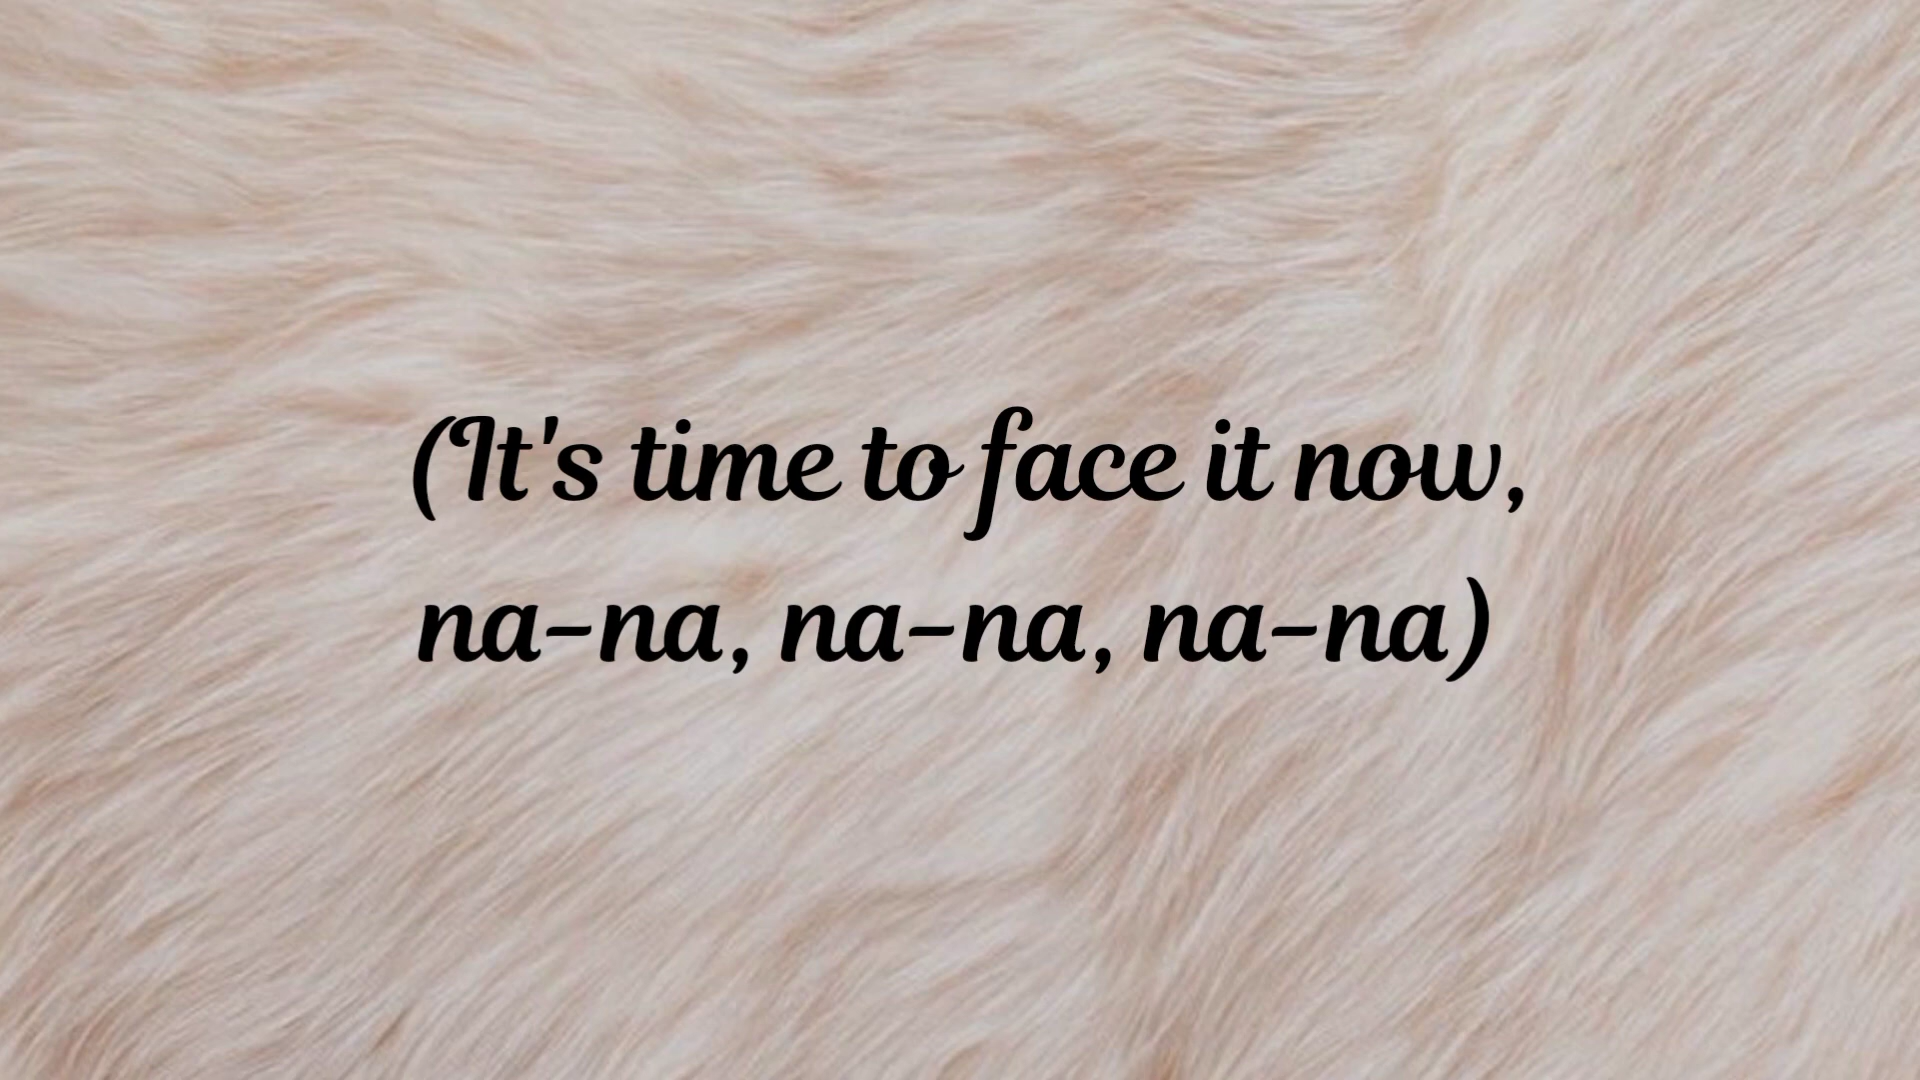 (It's time to face it now,
na-na, na-na, na-na)